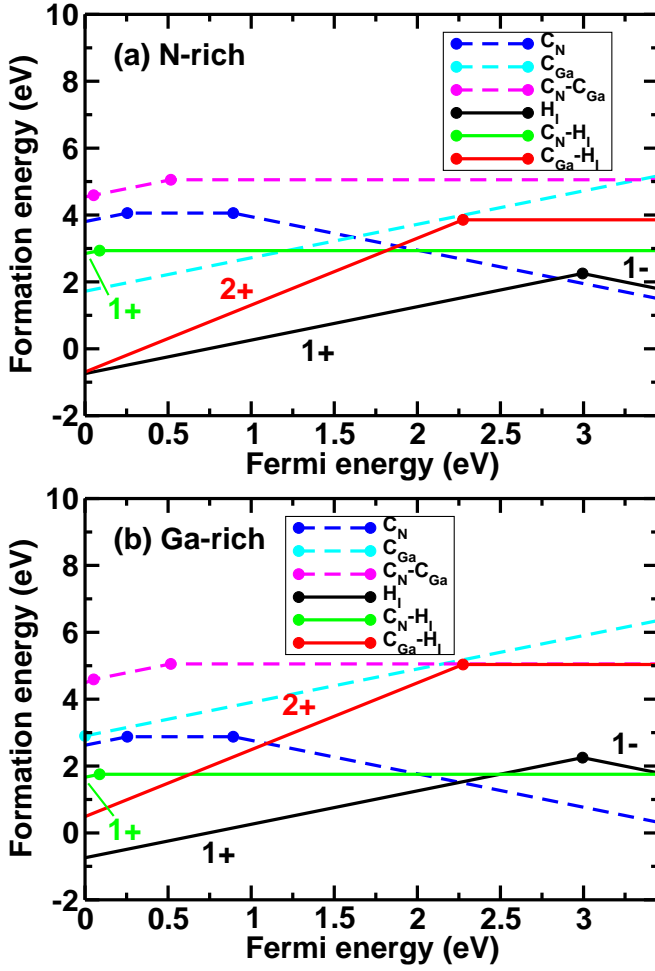 10
(a) N-rich
C_N
C_Ga
C_N-C_Ga
H_I
C_N-H_I
C_Ga-H_I
8
6
4
2
0
-2
Formation energy (eV)
1+
2+
1+
1-
0 0.5 1 1.5 2 2.5 3
Fermi energy (eV)
10
(b) Ga-rich
C_N
C_Ga
C_N-C_Ga
H_I
C_N-H_I
C_Ga-H_I
8
6
4
2
0
-2
Formation energy (eV)
2+
1-
1+
1+
0 0.5 1 1.5 2 2.5 3
Fermi energy (eV)